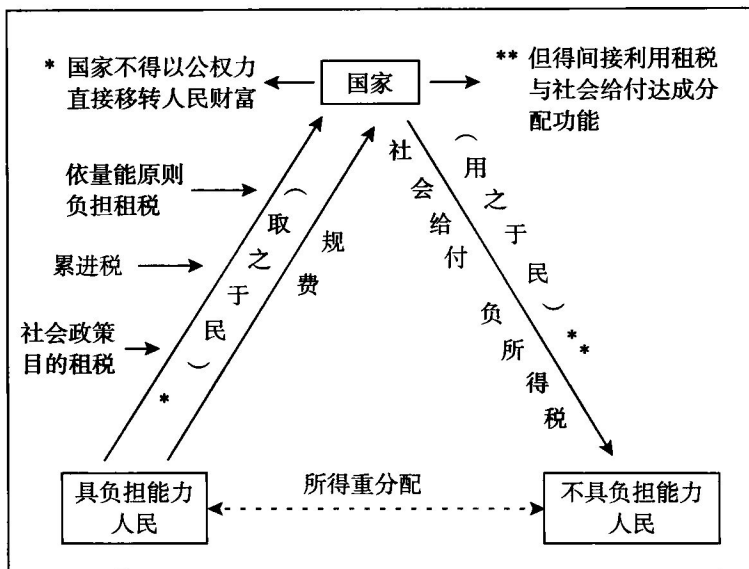 * 国家不得以公权力
直接移转人民财富
国家
** 但得间接利用租税
与社会给付达成分
配功能
依量能原则
负担租税
累进税
社会政策
目的租税
（取之于民）*
规费
社会给付 负所得税
（用之于民）**
具负担能力
人民
所得重分配
不具负担能力
人民